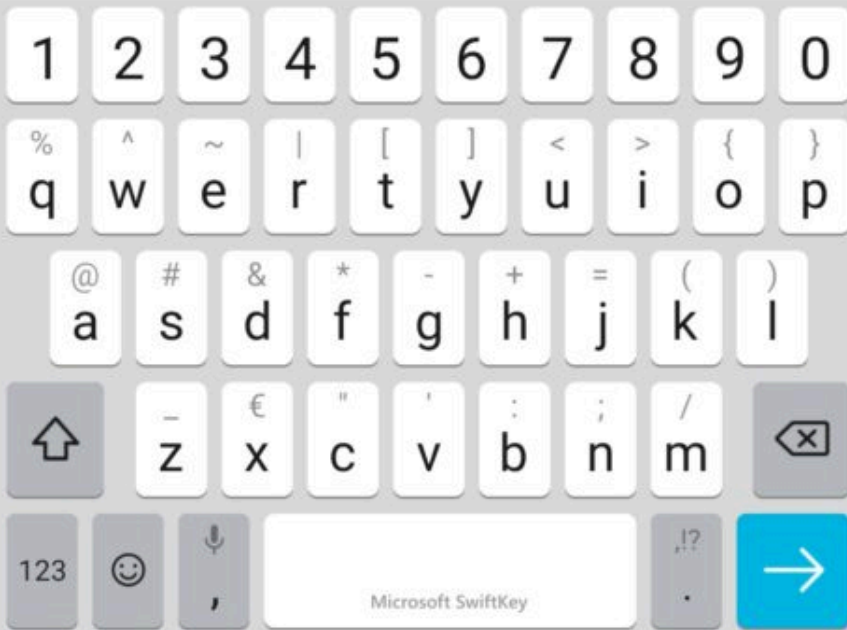 1 2 3 4 5 6 7 8 9 0
% ^ ~ | [ ] < > { }
q w e r t y u i o p
@ # & * - + = ( )
a s d f g h j k l
_ € " ' : ; /
z x c v b n m
,!?
123 , .
Microsoft SwiftKey